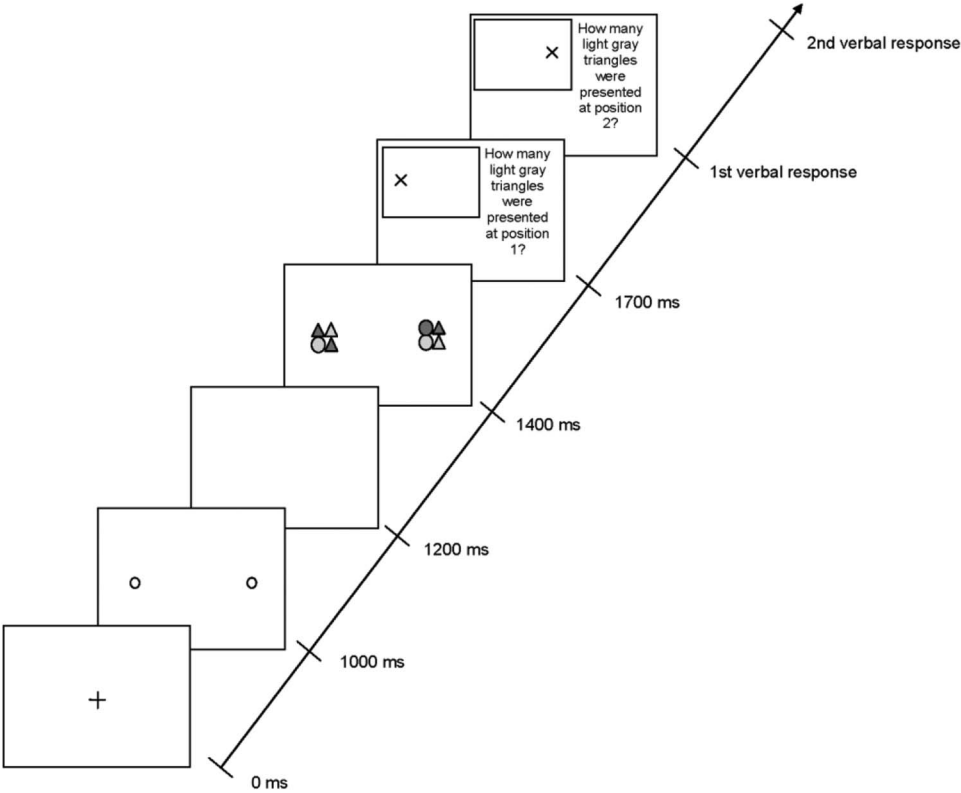 How many
light gray
triangles
were
presented
at position
2?
2nd verbal response
How many
light gray
triangles
were
presented
at position
1?
1st verbal response
1700 ms
1400 ms
1200 ms
1000 ms
0 ms